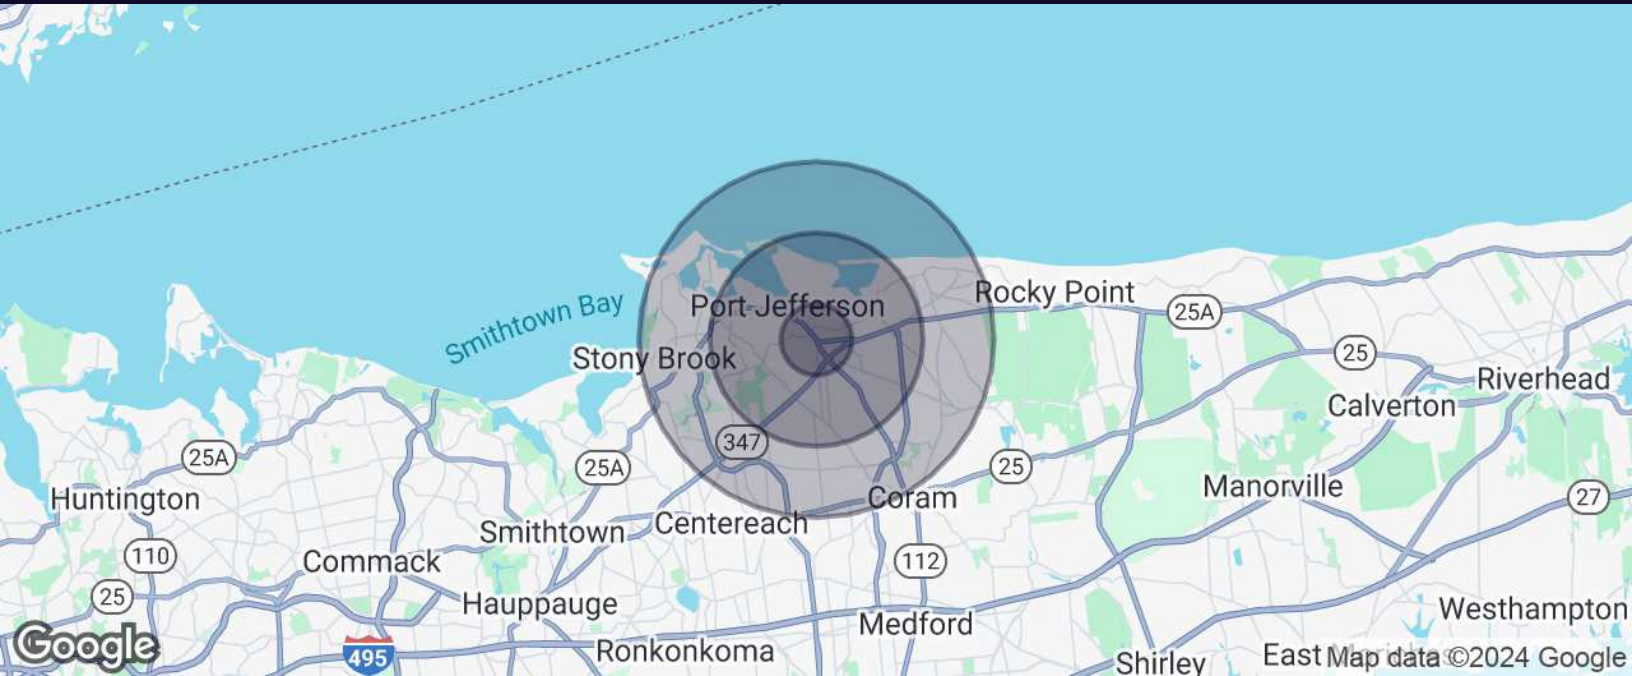 Smithtown Bay
Port Jefferson
Rocky Point
25A
25
Stony Brook
Riverhead
Calverton
347
25A
25A
25
Huntington
Coram
Manorville
27
Smithtown
Centereach
110
Commack
112
25
Hauppauge
Medford
Westhampton
Google
495
Ronkonkoma
Shirley
East
Map data ©2024 Google